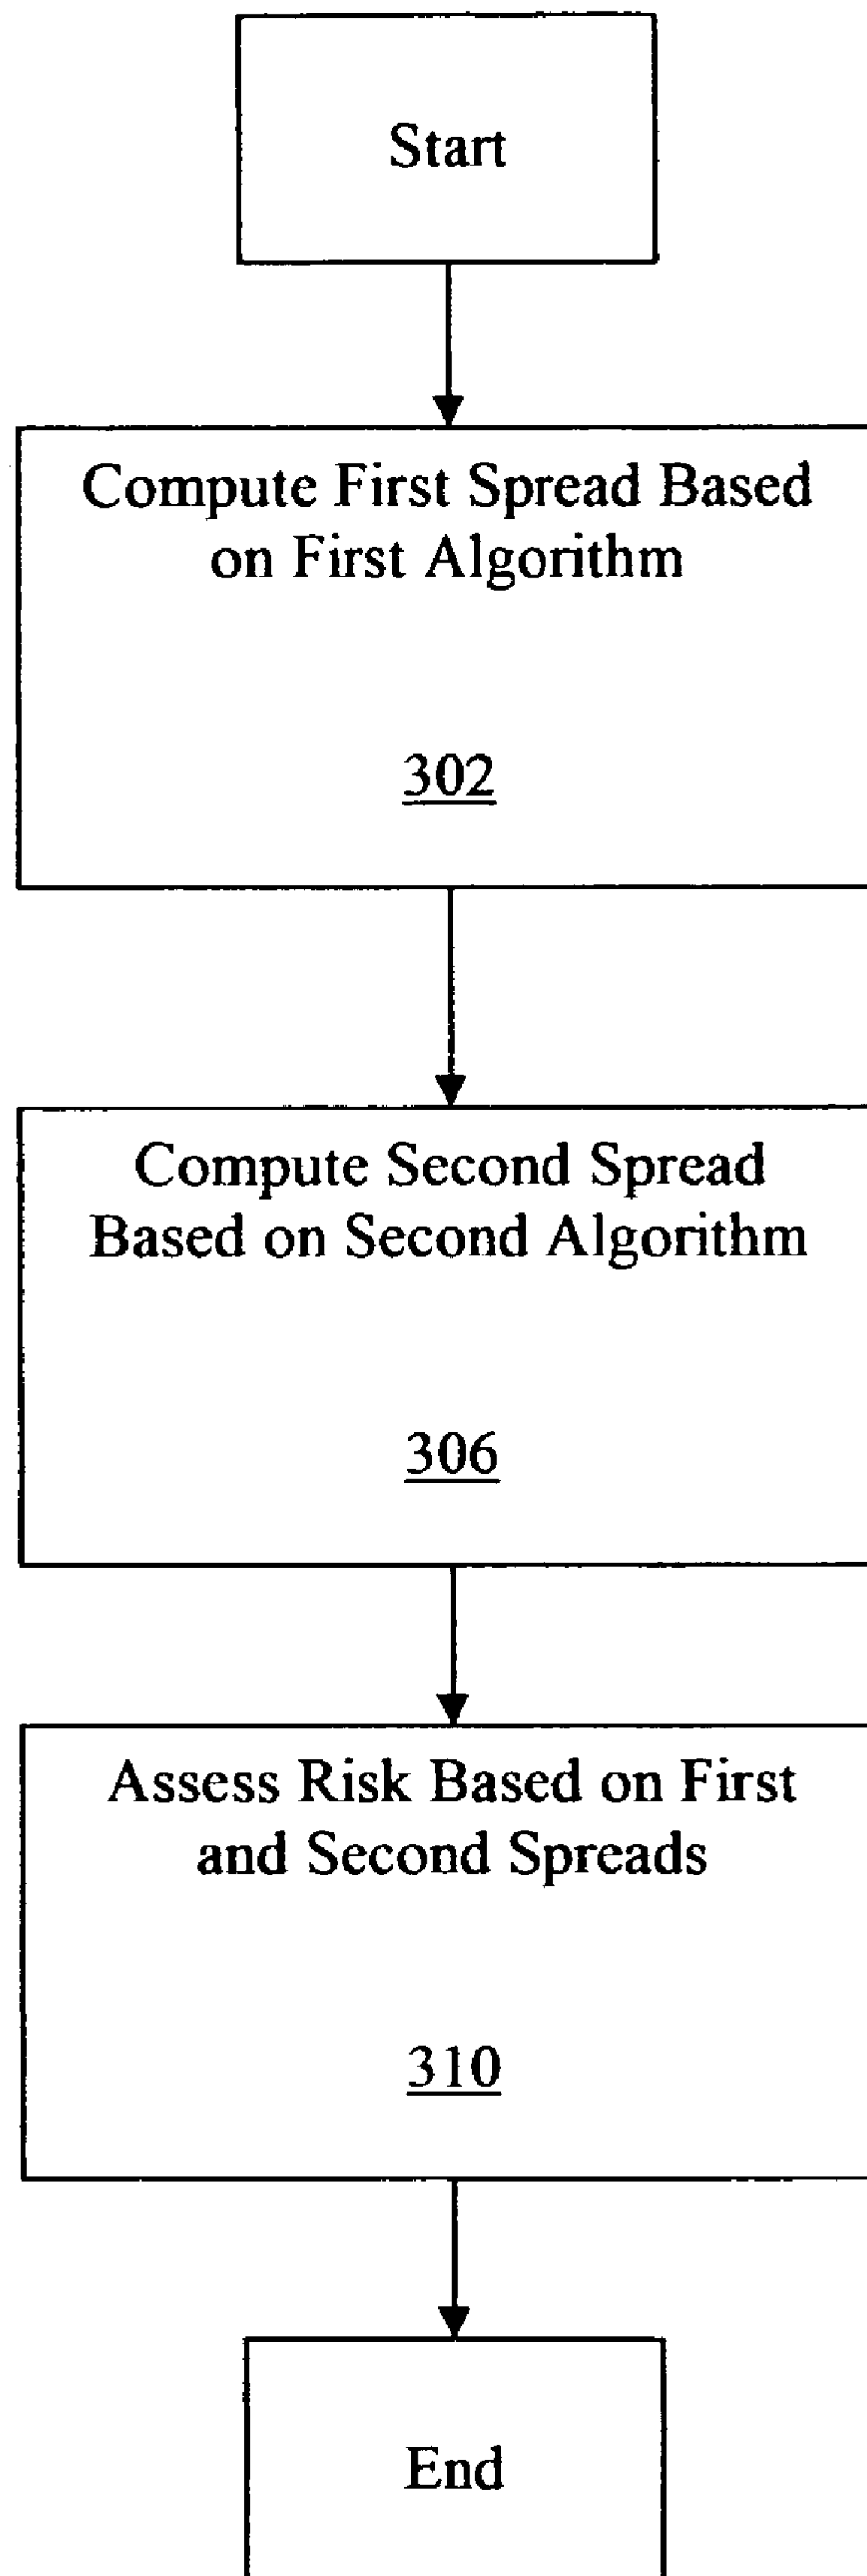 Start
Compute First Spread Based
on First Algorithm
302
Compute Second Spread
Based on Second Algorithm
306
Assess Risk Based on First
and Second Spreads
310
End